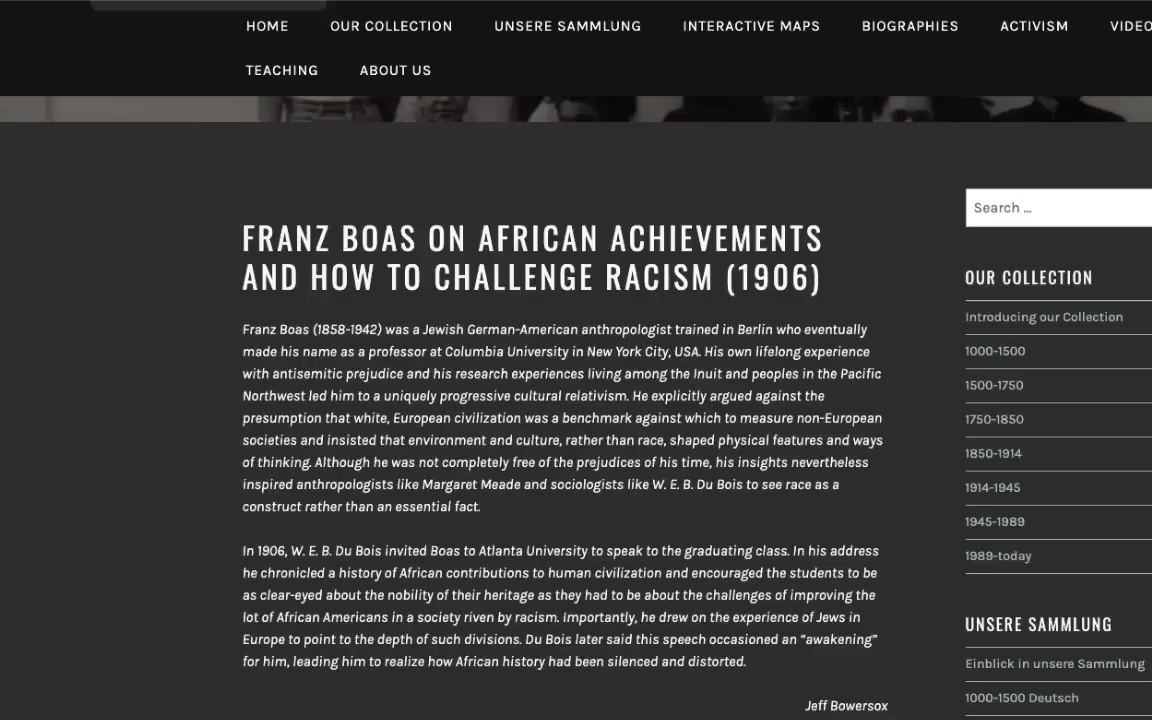 HOME OUR COLLECTION UNSERE SAMMLUNG INTERACTIVE MAPS BIOGRAPHIES ACTIVISM VIDEO
TEACHING ABOUT US
FRANZ BOAS ON AFRICAN ACHIEVEMENTS
AND HOW TO CHALLENGE RACISM (1906)
Franz Boas (1858-1942) was a Jewish German-American anthropologist trained in Berlin who eventually
made his name as a professor at Columbia University in New York City, USA. His own lifelong experience
with antisemitic prejudice and his research experiences living among the Inuit and peoples in the Pacific
Northwest led him to a uniquely progressive cultural relativism. He explicitly argued against the
presumption that white, European civilization was a benchmark against which to measure non-European
societies and insisted that environment and culture, rather than race, shaped physical features and ways
of thinking. Although he was not completely free of the prejudices of his time, his insights nevertheless
inspired anthropologists like Margaret Meade and sociologists like W. E. B. Du Bois to see race as a
construct rather than an essential fact.
In 1906, W. E. B. Du Bois invited Boas to Atlanta University to speak to the graduating class. In his address
he chronicled a history of African contributions to human civilization and encouraged the students to be
as clear-eyed about the nobility of their heritage as they had to be about the challenges of improving the
lot of African Americans in a society riven by racism. Importantly, he drew on the experience of Jews in
Europe to point to the depth of such divisions. Du Bois later said this speech occasioned an “awakening”
for him, leading him to realize how African history had been silenced and distorted.
Jeff Bowersox
Search ...
OUR COLLECTION
Introducing our Collection
1000-1500
1500-1750
1750-1850
1850-1914
1914-1945
1945-1989
1989-today
UNSERE SAMMLUNG
Einblick in unsere Sammlung
1000-1500 Deutsch